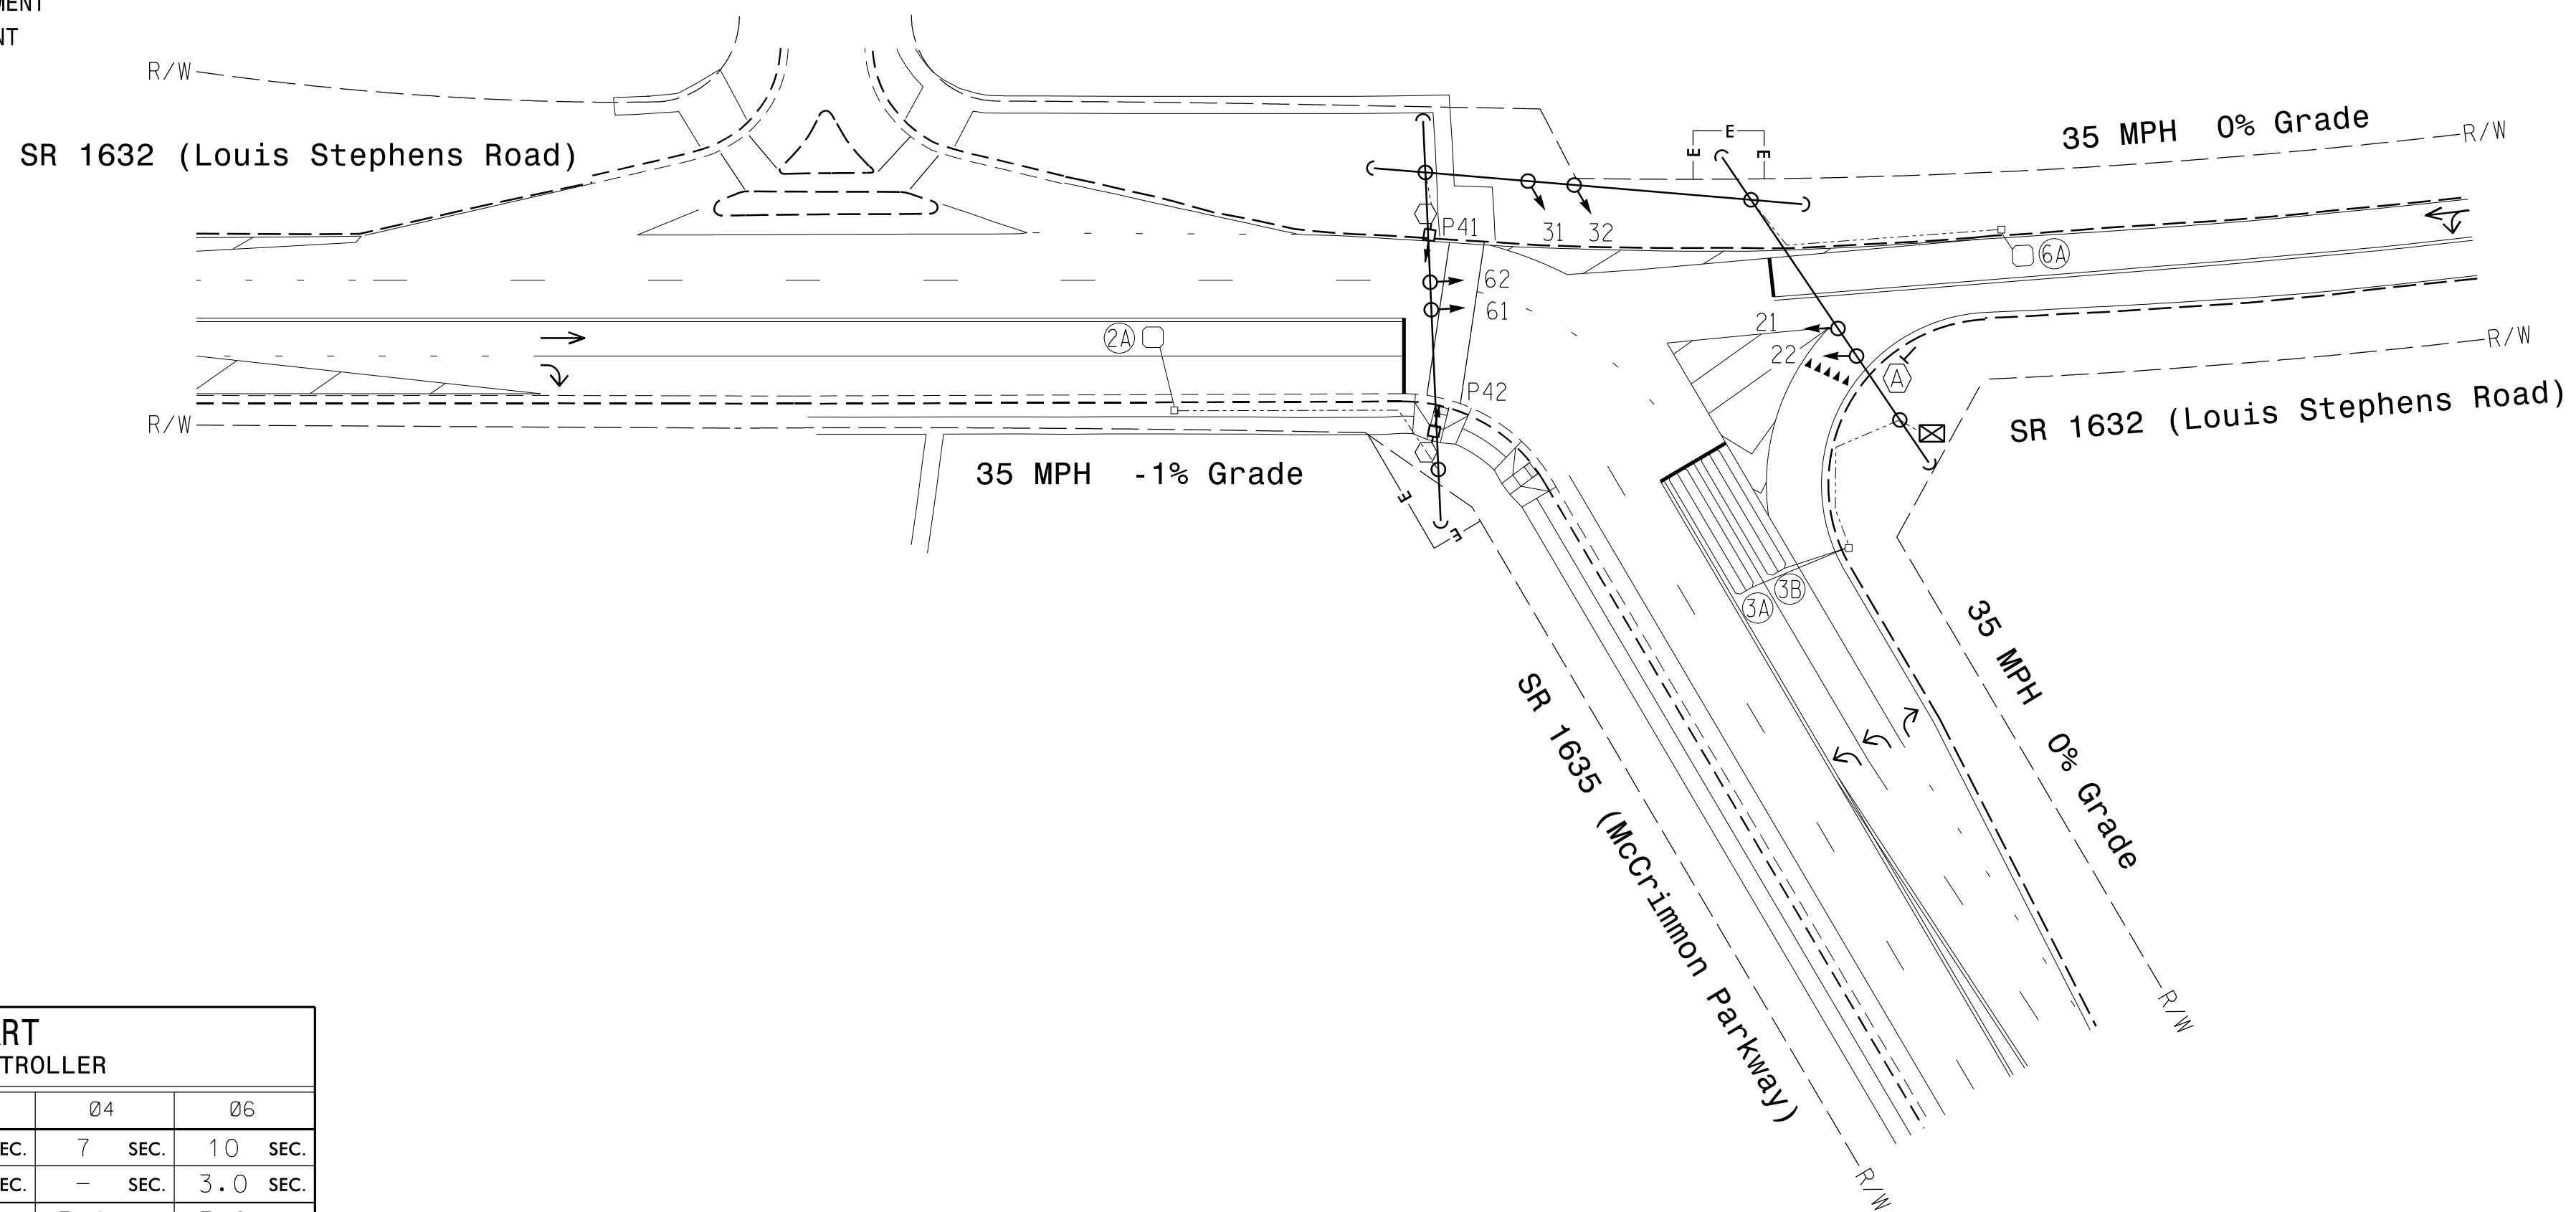 MENT
NT
R/W
SR 1632 (Louis Stephens Road)
35 MPH 0% Grade
R/W
E
E
E
P41
31
32
6A
62
61
21
22
2A
A
R/W
P42
R/W
SR 1632 (Louis Stephens Road)
35 MPH -1% Grade
E
E
3A
3B
35 MPH 0% Grade
SR 1635 (McCrimmon Parkway)
R/W
R/W
RT
TROLLER
Ø4
Ø6
EC.
7 SEC.
10 SEC.
EC.
- SEC.
3.0 SEC.